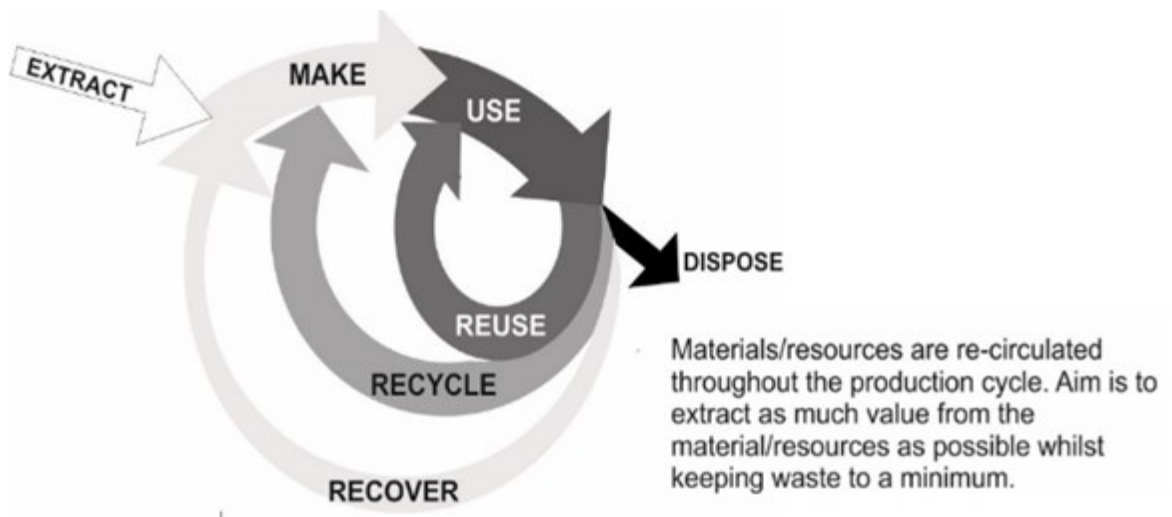 EXTRACT
MAKE
USE
DISPOSE
REUSE
RECYCLE
RECOVER
Materials/resources are re-circulated
throughout the production cycle. Aim is to
extract as much value from the
material/resources as possible whilst
keeping waste to a minimum.